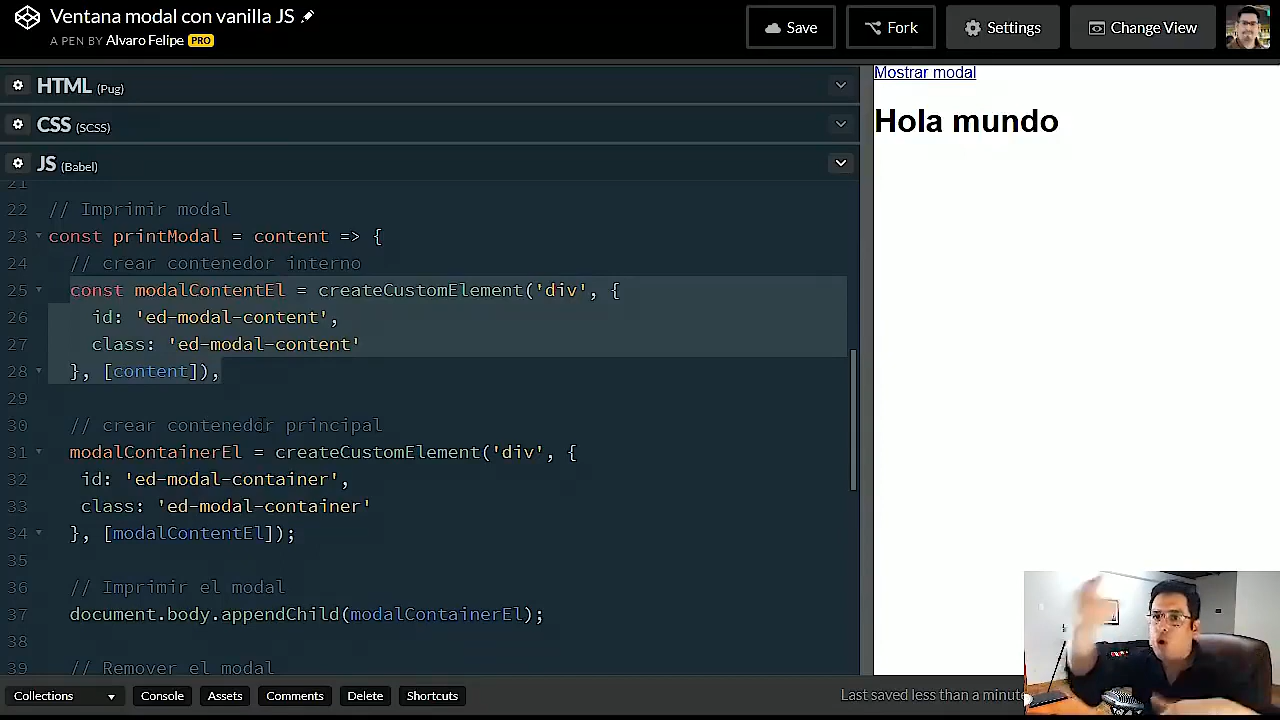 Ventana modal con vanilla JS
A PEN BY Alvaro Felipe PRO
Save
Fork
Settings
Change View
HTML (Pug)
CSS (SCSS)
JS (Babel)
21
22 // Imprimir modal
23 const printModal = content => {
24 // crear contenedor interno
25 const modalContentEl = createCustomElement('div', {
26 id: 'ed-modal-content',
27 class: 'ed-modal-content'
28 }, [content]),
29
30 // crear contenedor principal
31 modalContainerEl = createCustomElement('div', {
32 id: 'ed-modal-container',
33 class: 'ed-modal-container'
34 }, [modalContentEl]);
35
36 // Imprimir el modal
37 document.body.appendChild(modalContainerEl);
38
39 // Remover el modal
Mostrar modal
Hola mundo
Collections
Console
Assets
Comments
Delete
Shortcuts
Last saved less than a minute